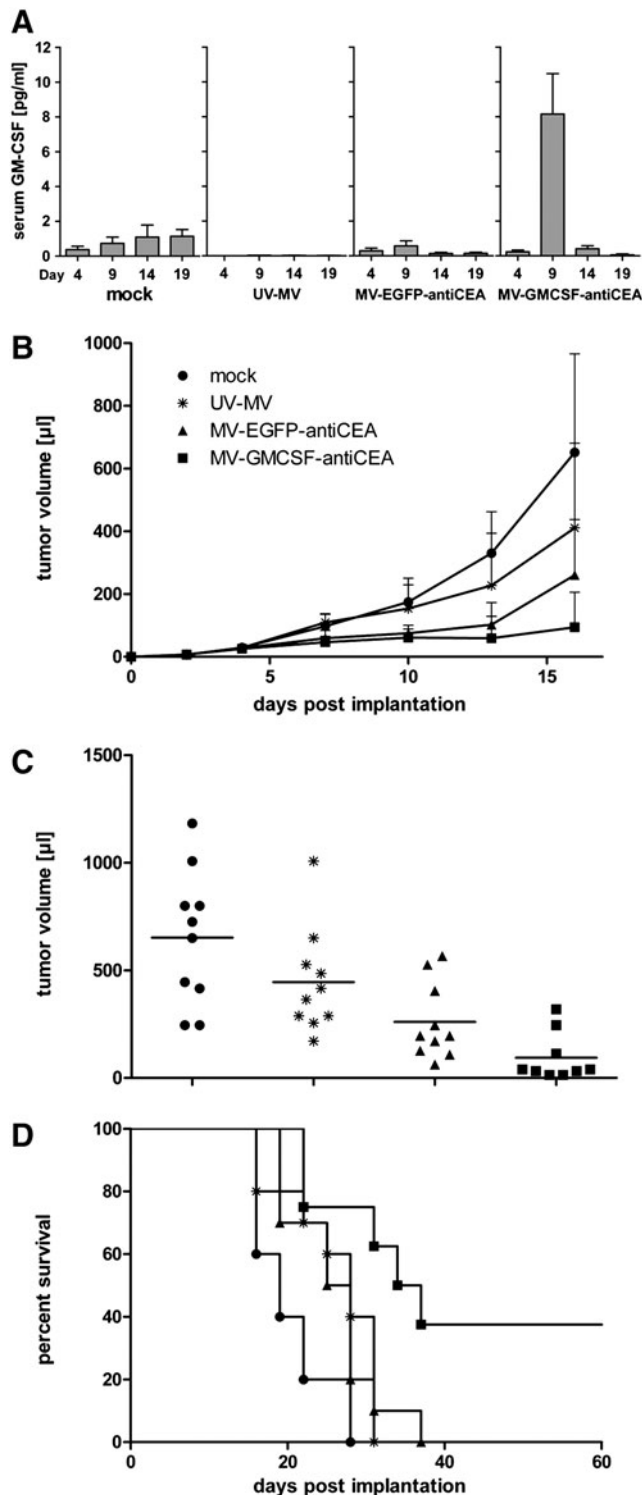 A
serum GM-CSF [pg/ml]
12
10
8
6
4
2
0
Day 4 9 14 19 4 9 14 19 4 9 14 19 4 9 14 19
mock UV-MV MV-EGFP-antiCEA MV-GMCSF-antiCEA
B
tumor volume [µl]
1000
800
600
400
200
0
mock
UV-MV
MV-EGFP-antiCEA
MV-GMCSF-antiCEA
0 5 10 15
days post implantation
C
tumor volume [µl]
1500
1000
500
0
D
percent survival
100
80
60
40
20
0
20 40 60
days post implantation